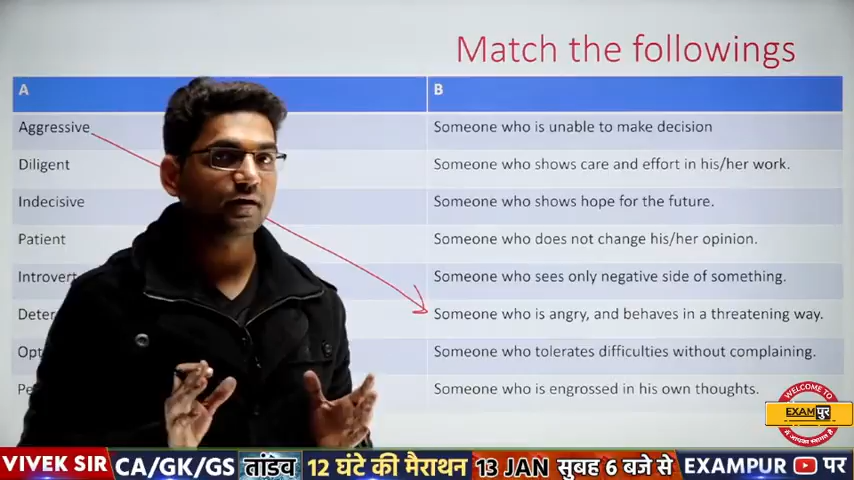 Match the followings
A B
Aggressive Someone who is unable to make decision
Diligent Someone who shows care and effort in his/her work.
Indecisive Someone who shows hope for the future.
Patient Someone who does not change his/her opinion.
Introvert Someone who sees only negative side of something.
Someone who is angry, and behaves in a threatening way.
Someone who tolerates difficulties without complaining.
Someone who is engrossed in his own thoughts.
WELCOME TO
EXAMपुर
में आपका स्वागत है
VIVEK SIR CA/GK/GS तांडव 12 घंटे की मैराथन 13 JAN सुबह 6 बजे से EXAMPUR पर